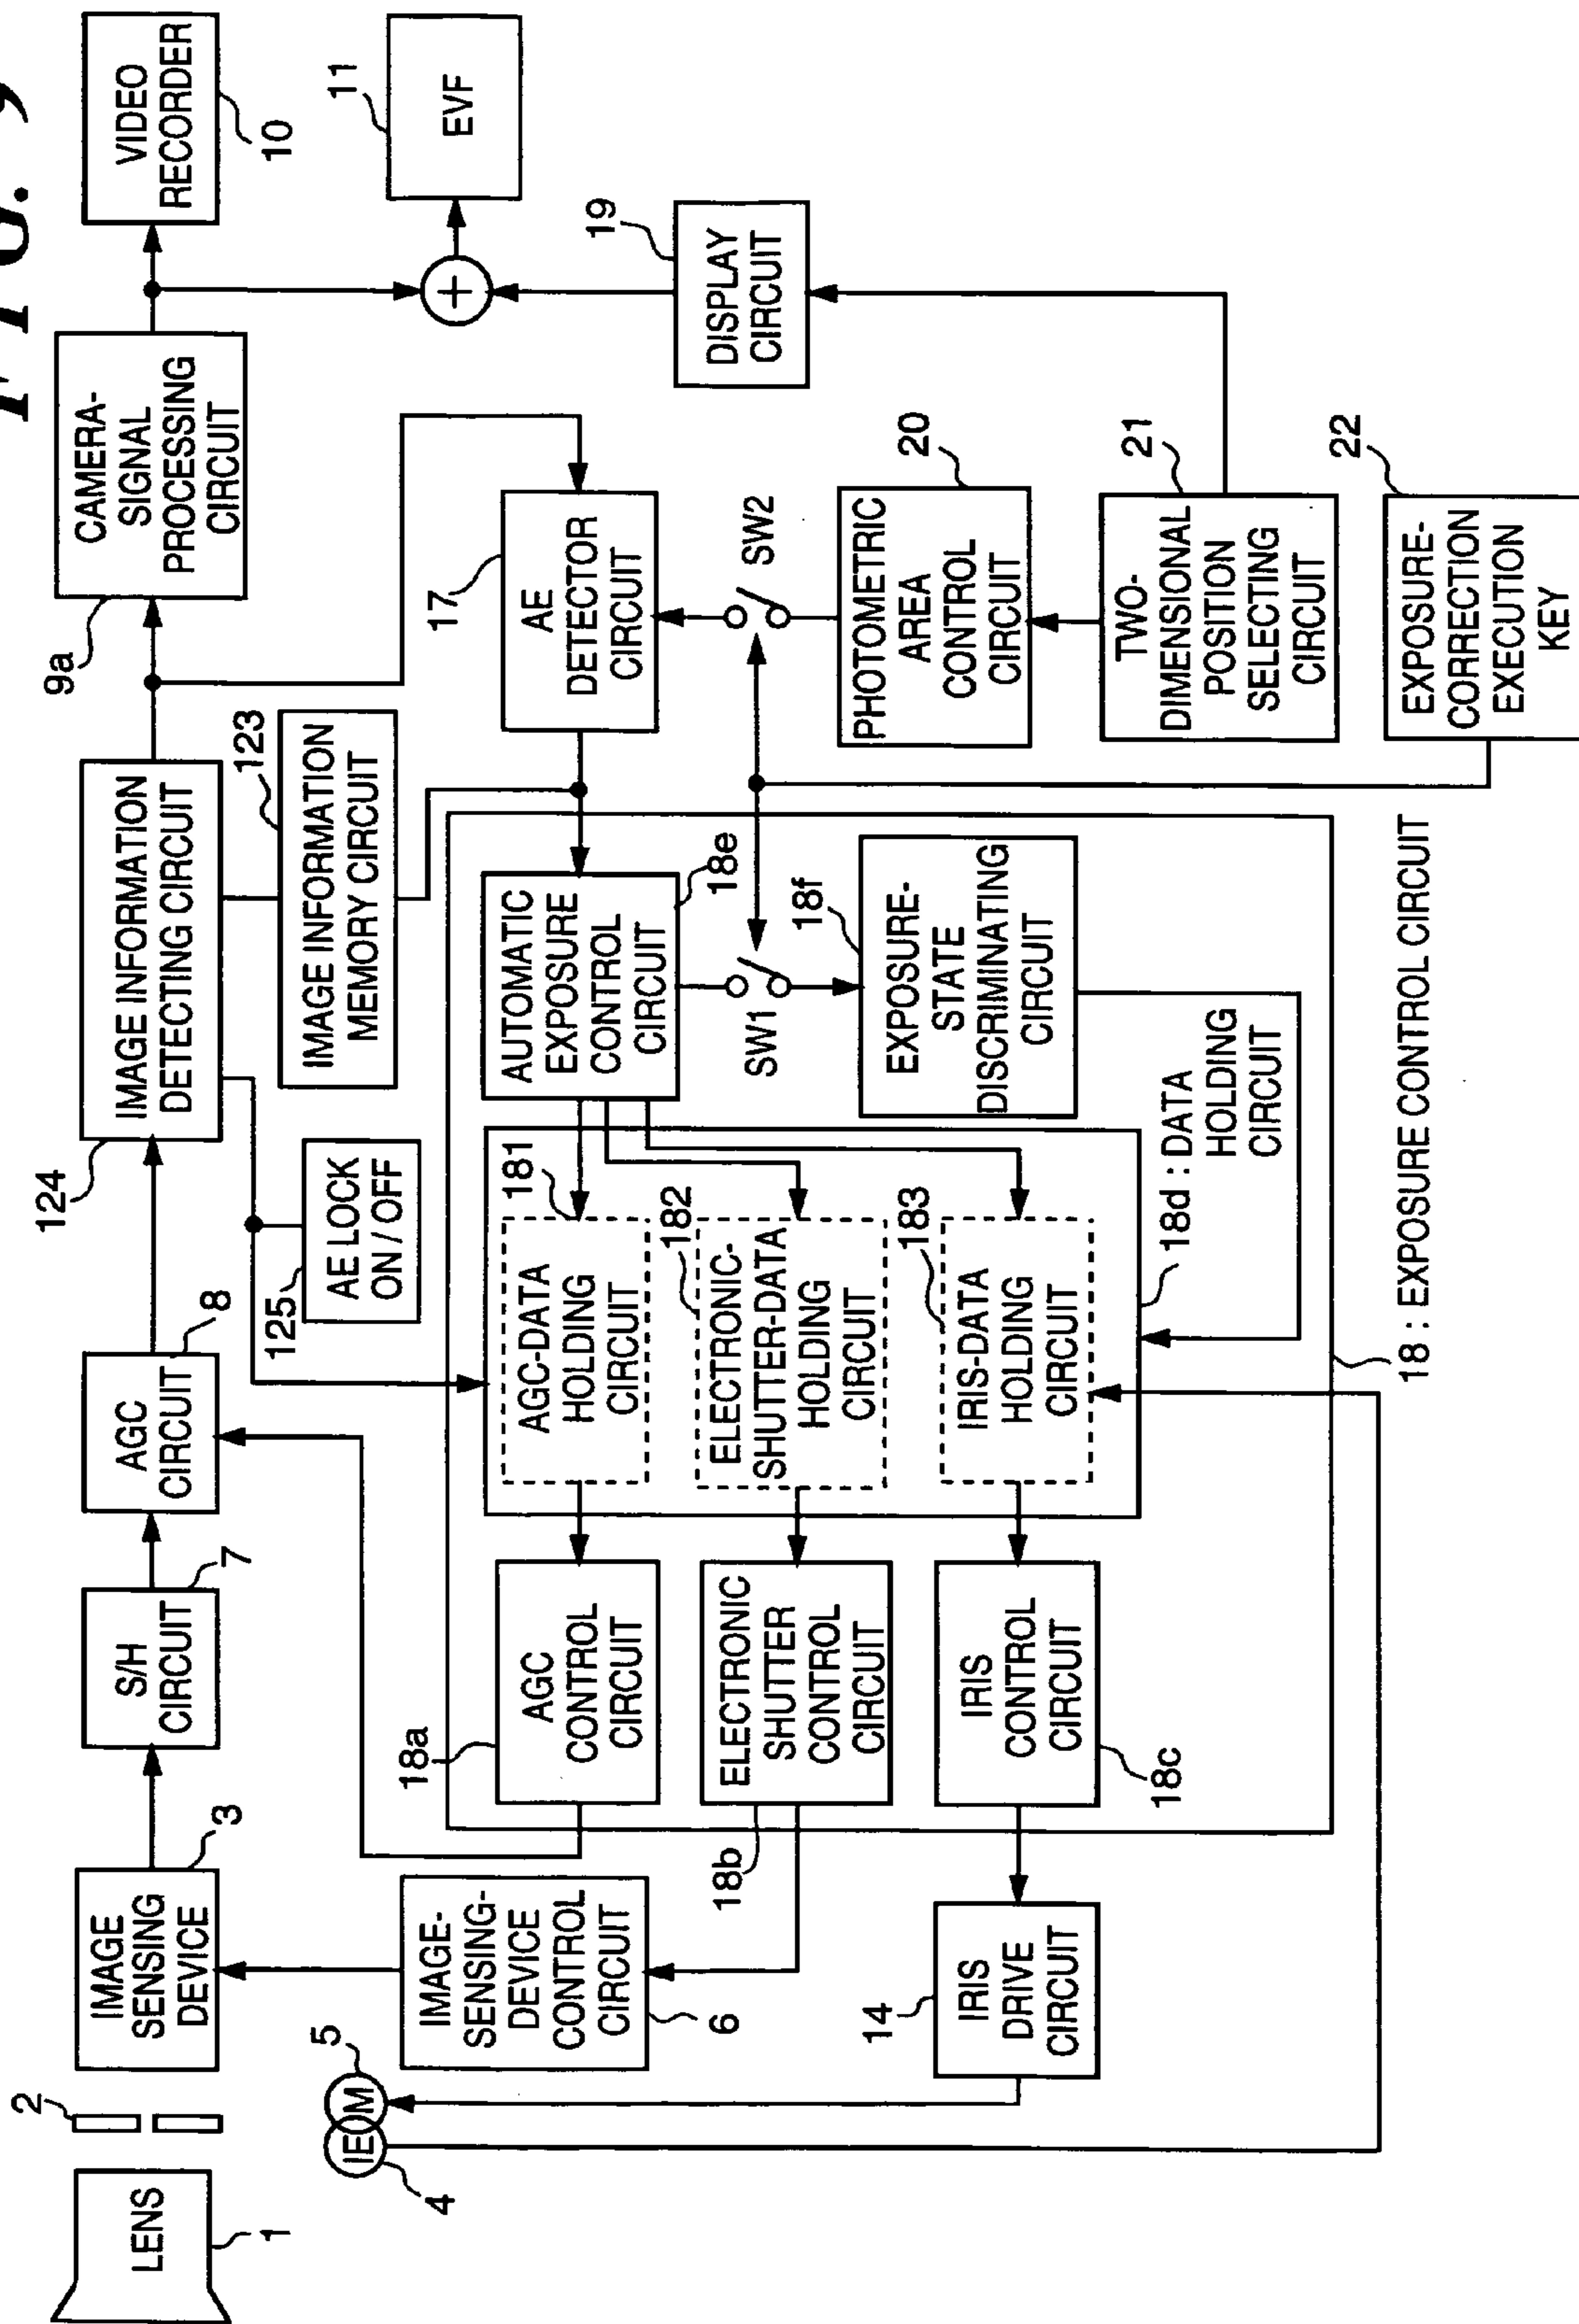 FIG. 9
LENS
1
2
IMAGE
SENSING
DEVICE
3
S/H
CIRCUIT
7
AGC
CIRCUIT
8
IMAGE INFORMATION
DETECTING CIRCUIT
124
CAMERA-
SIGNAL
PROCESSING
CIRCUIT
9a
VIDEO
RECORDER
10
EVF
11
+
IE
4
M
5
IMAGE-
SENSING-
DEVICE
CONTROL
CIRCUIT
6
IRIS
DRIVE
CIRCUIT
14
AE LOCK
ON / OFF
125
IMAGE INFORMATION
MEMORY CIRCUIT
123
AGC
CONTROL
CIRCUIT
18a
ELECTRONIC
SHUTTER
CONTROL
CIRCUIT
18b
IRIS
CONTROL
CIRCUIT
18c
AGC-DATA
HOLDING
CIRCUIT
181
ELECTRONIC-
SHUTTER-DATA
HOLDING
CIRCUIT
182
IRIS-DATA
HOLDING
CIRCUIT
183
18d : DATA
HOLDING
CIRCUIT
AUTOMATIC
EXPOSURE
CONTROL
CIRCUIT
18e
SW1
EXPOSURE-
STATE
DISCRIMINATING
CIRCUIT
18f
18 : EXPOSURE CONTROL CIRCUIT
AE
DETECTOR
CIRCUIT
17
SW2
PHOTOMETRIC
AREA
CONTROL
CIRCUIT
20
TWO-
DIMENSIONAL
POSITION
SELECTING
CIRCUIT
21
EXPOSURE-
CORRECTION
EXECUTION
KEY
22
DISPLAY
CIRCUIT
19